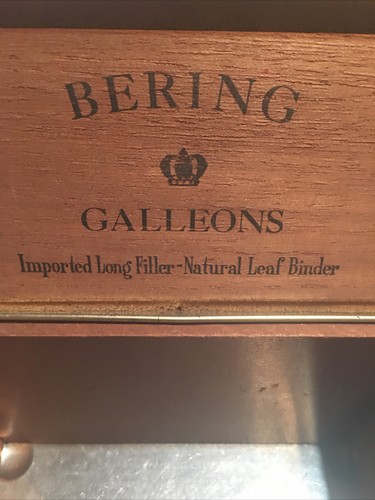 BERING
GALLEONS
Imported Long Filler-Natural Leaf Binder